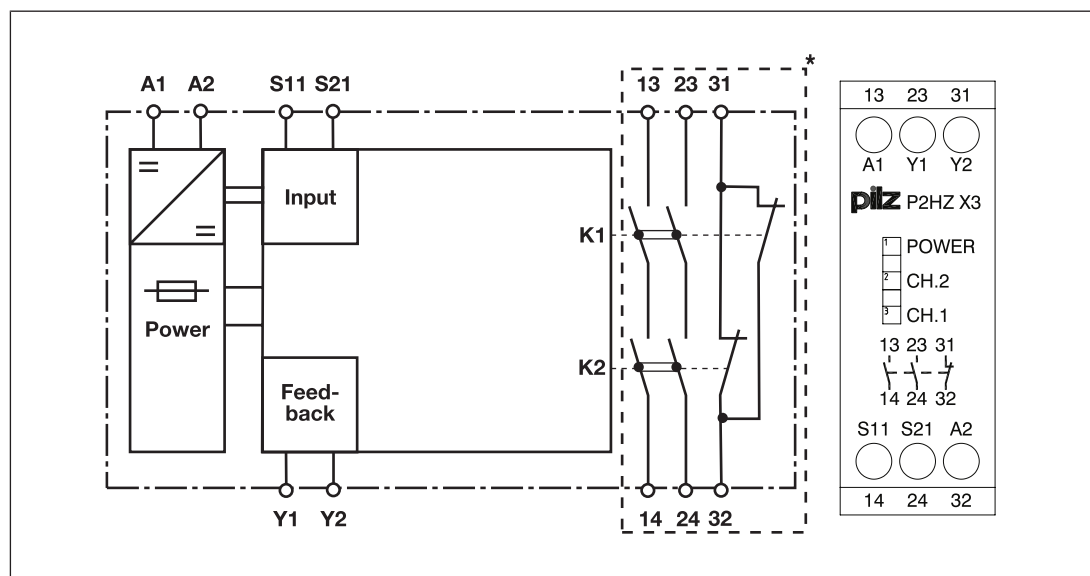 A1 A2 S11 S21 13 23 31 *
=
=
Input
Power
Feed-
back
K1
K2
Y1 Y2 14 24 32
13 23 31
A1 Y1 Y2
pilz P2HZ X3
1 POWER
2 CH.2
3 CH.1
13 23 31
14 24 32
S11 S21 A2
14 24 32